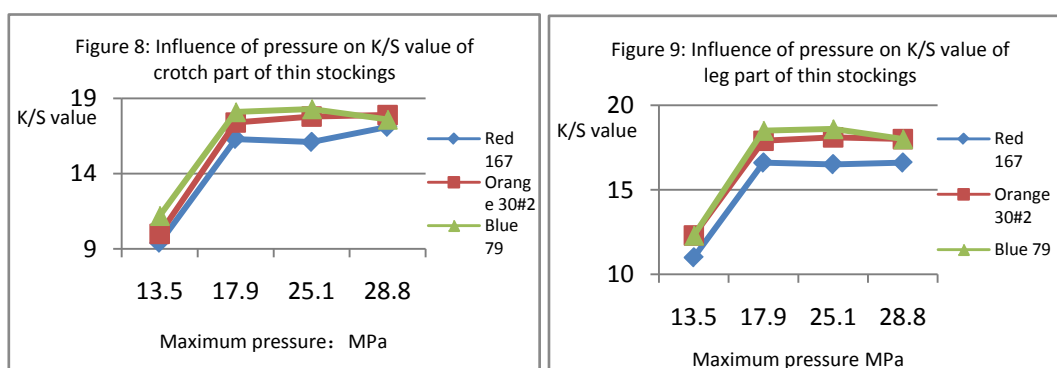 Figure 8: Influence of pressure on K/S value of
crotch part of thin stockings
K/S value
19
14
9
13.5 17.9 25.1 28.8
Maximum pressure： MPa
Red
167
Orang
e 30#2
Blue
79
Figure 9: Influence of pressure on K/S value of
leg part of thin stockings
K/S value
20
15
10
13.5 17.9 25.1 28.8
Maximum pressure MPa
Red
167
Orange
30#2
Blue 79